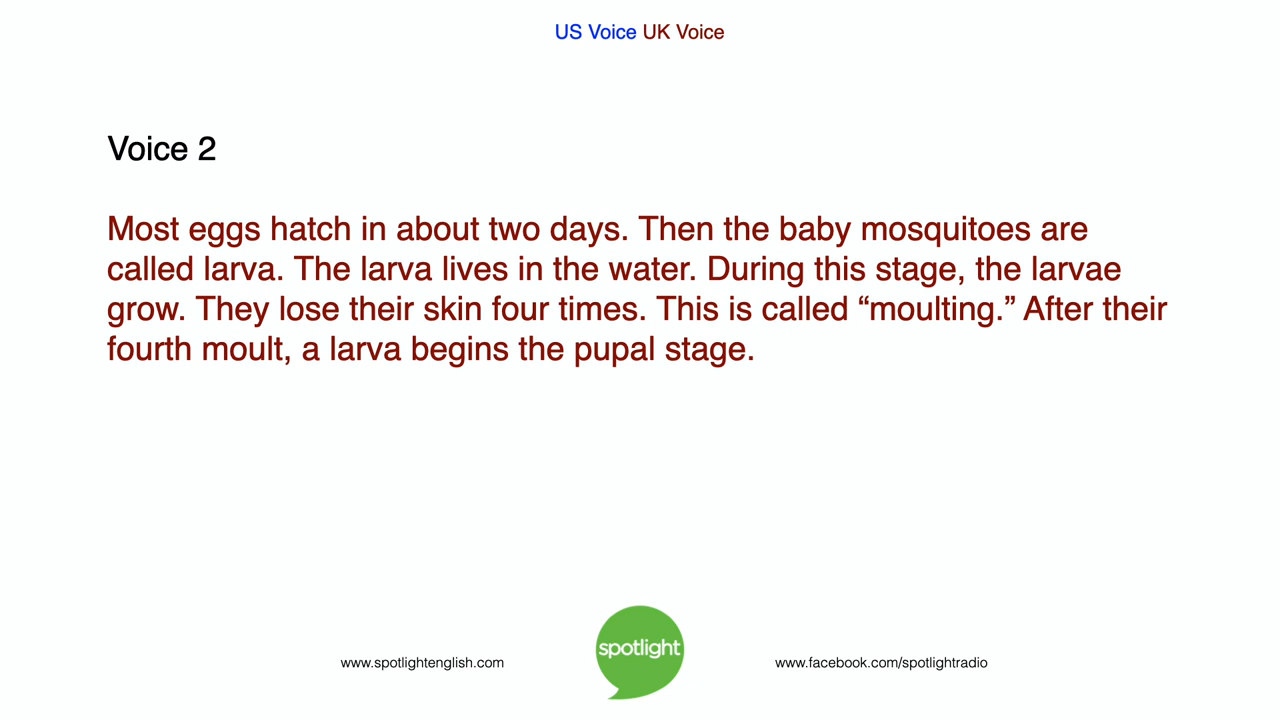 US Voice UK Voice
Voice 2
Most eggs hatch in about two days. Then the baby mosquitoes are
called larva. The larva lives in the water. During this stage, the larvae
grow. They lose their skin four times. This is called “moulting.” After their
fourth moult, a larva begins the pupal stage.
www.spotlightenglish.com
spotlight
www.facebook.com/spotlightradio